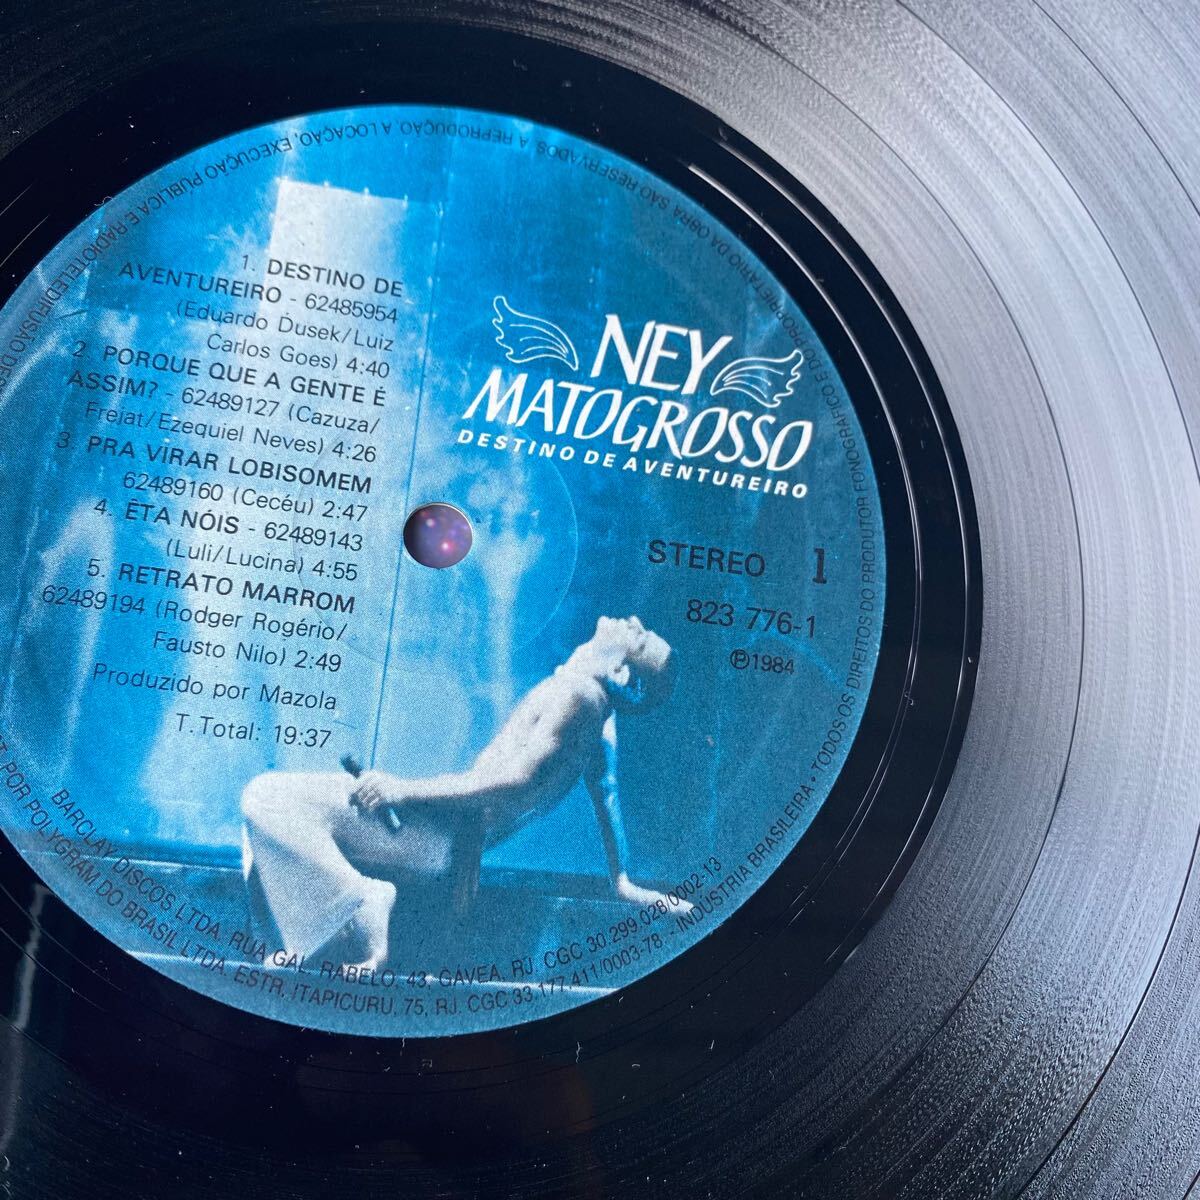 NEY
MATOGROSSO
DESTINO DE AVENTUREIRO
STEREO 1
823 776-1
Ⓟ1984
1. DESTINO DE
AVENTUREIRO - 62485954
(Eduardo Dusek/Luiz
Carlos Goes) 4:40
2. PORQUE QUE A GENTE É
ASSIM? - 62489127 (Cazuza/
Frejat/Ezequiel Neves) 4:26
3. PRA VIRAR LOBISOMEM
62489160 (Cecéu) 2:47
4. ÊTA NÓIS - 62489143
(Luli/Lucina) 4:55
5. RETRATO MARROM
62489194 (Rodger Rogério/
Fausto Nilo) 2:49
Produzido por Mazola
T.Total: 19:37
BARCLAY DISCOS LTDA. RUA GAL. RABELO, 43, GÁVEA, RJ. CGC 30.299.028/0002-13
POR POLYGRAM DO BRASIL LTDA. ESTR. ITAPICURU, 75, RJ. CGC 33.177.411/0003-78 - INDÚSTRIA BRASILEIRA • TODOS OS DIREITOS DO PRODUTOR FONOGRÁFICO E DO PROPRIETÁRIO DA OBRA SÃO RESERVADOS. A REPRODUÇÃO, A LOCAÇÃO, EXECUÇÃO PÚBLICA E RADIOTELEDIFUSÃO